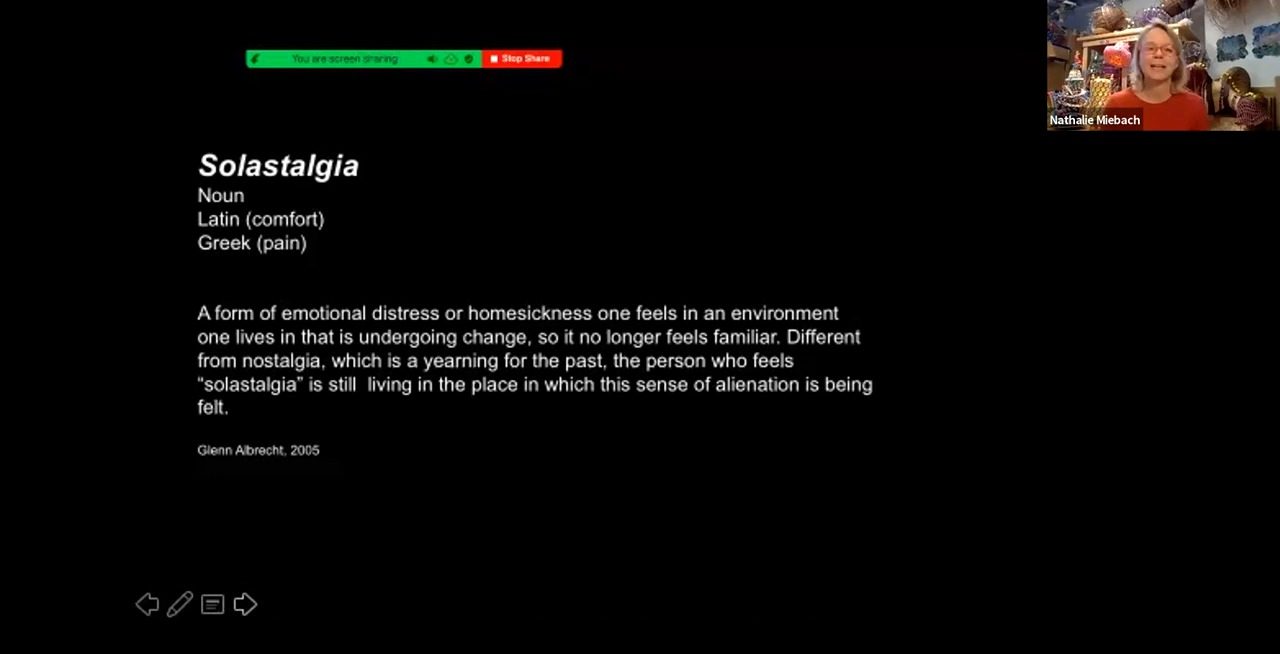 You are screen sharing
Stop Share
Nathalie Miebach
Solastalgia
Noun
Latin (comfort)
Greek (pain)
A form of emotional distress or homesickness one feels in an environment
one lives in that is undergoing change, so it no longer feels familiar. Different
from nostalgia, which is a yearning for the past, the person who feels
“solastalgia” is still  living in the place in which this sense of alienation is being
felt.
Glenn Albrecht, 2005